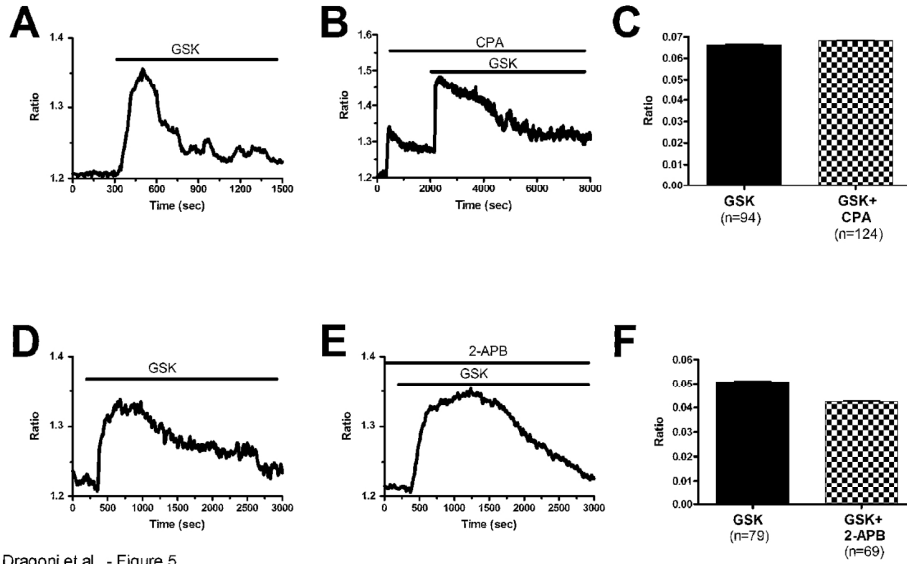 A
1.4
1.3
1.2
Ratio
GSK
0 300 600 900 1200 1500
Time (sec)
B
1.6
1.5
1.4
1.3
1.2
Ratio
CPA
GSK
0 2000 4000 6000 8000
Time (sec)
C
0.07
0.06
0.05
0.04
0.03
0.02
0.01
0.00
Ratio
GSK
(n=94)
GSK+
CPA
(n=124)
D
1.4
1.3
1.2
Ratio
GSK
0 500 1000 1500 2000 2500 3000
Time (sec)
E
1.4
1.3
1.2
Ratio
2-APB
GSK
0 500 1000 1500 2000 2500 3000
Time (sec)
F
0.06
0.05
0.04
0.03
0.02
0.01
0.00
Ratio
GSK
(n=79)
GSK+
2-APB
(n=69)
Dragoni et al. - Figure 5